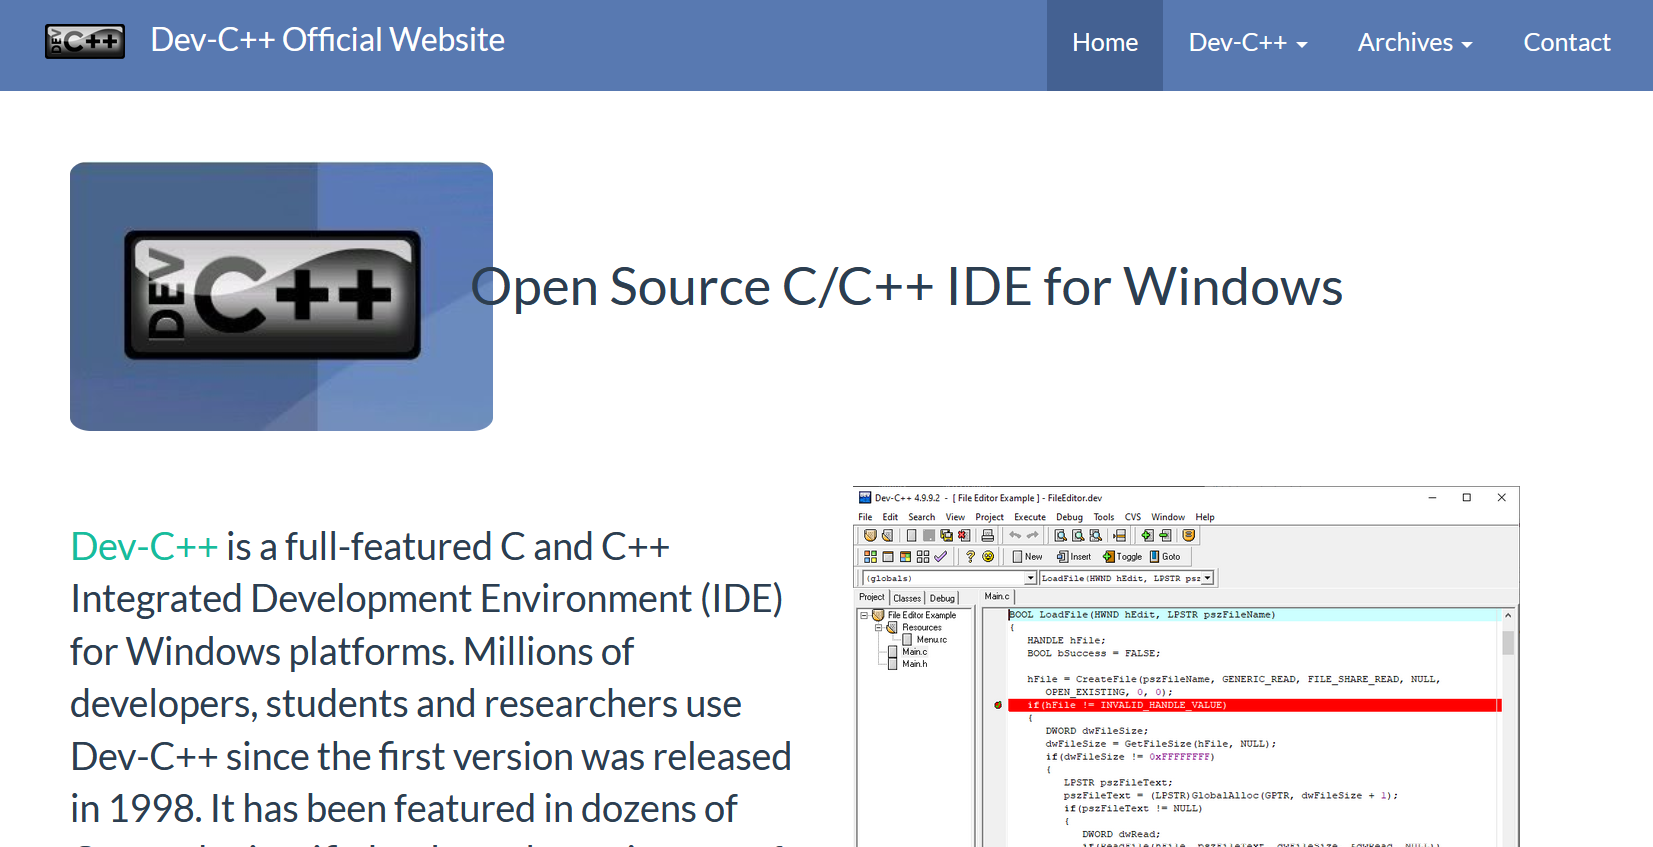 DEV C++ Dev-C++ Official Website Home Dev-C++ Archives Contact
DEV C++
Open Source C/C++ IDE for Windows
Dev-C++ is a full-featured C and C++
Integrated Development Environment (IDE)
for Windows platforms. Millions of
developers, students and researchers use
Dev-C++ since the first version was released
in 1998. It has been featured in dozens of
Dev-C++ 4.9.9.2 - [ File Editor Example ] - FileEditor.dev
File Edit Search View Project Execute Debug Tools CVS Window Help
New Insert Toggle Goto
(globals) LoadFile(HWND hEdit, LPSTR psz
Project Classes Debug Main.c
File Editor Example
Resources
Menu.rc
Main.c
Main.h
BOOL LoadFile(HWND hEdit, LPSTR pszFileName)
{
HANDLE hFile;
BOOL bSuccess = FALSE;
hFile = CreateFile(pszFileName, GENERIC_READ, FILE_SHARE_READ, NULL,
OPEN_EXISTING, 0, 0);
if(hFile != INVALID_HANDLE_VALUE)
{
DWORD dwFileSize;
dwFileSize = GetFileSize(hFile, NULL);
if(dwFileSize != 0xFFFFFFFF)
{
LPSTR pszFileText;
pszFileText = (LPSTR)GlobalAlloc(GPTR, dwFileSize + 1);
if(pszFileText != NULL)
{
DWORD dwRead;